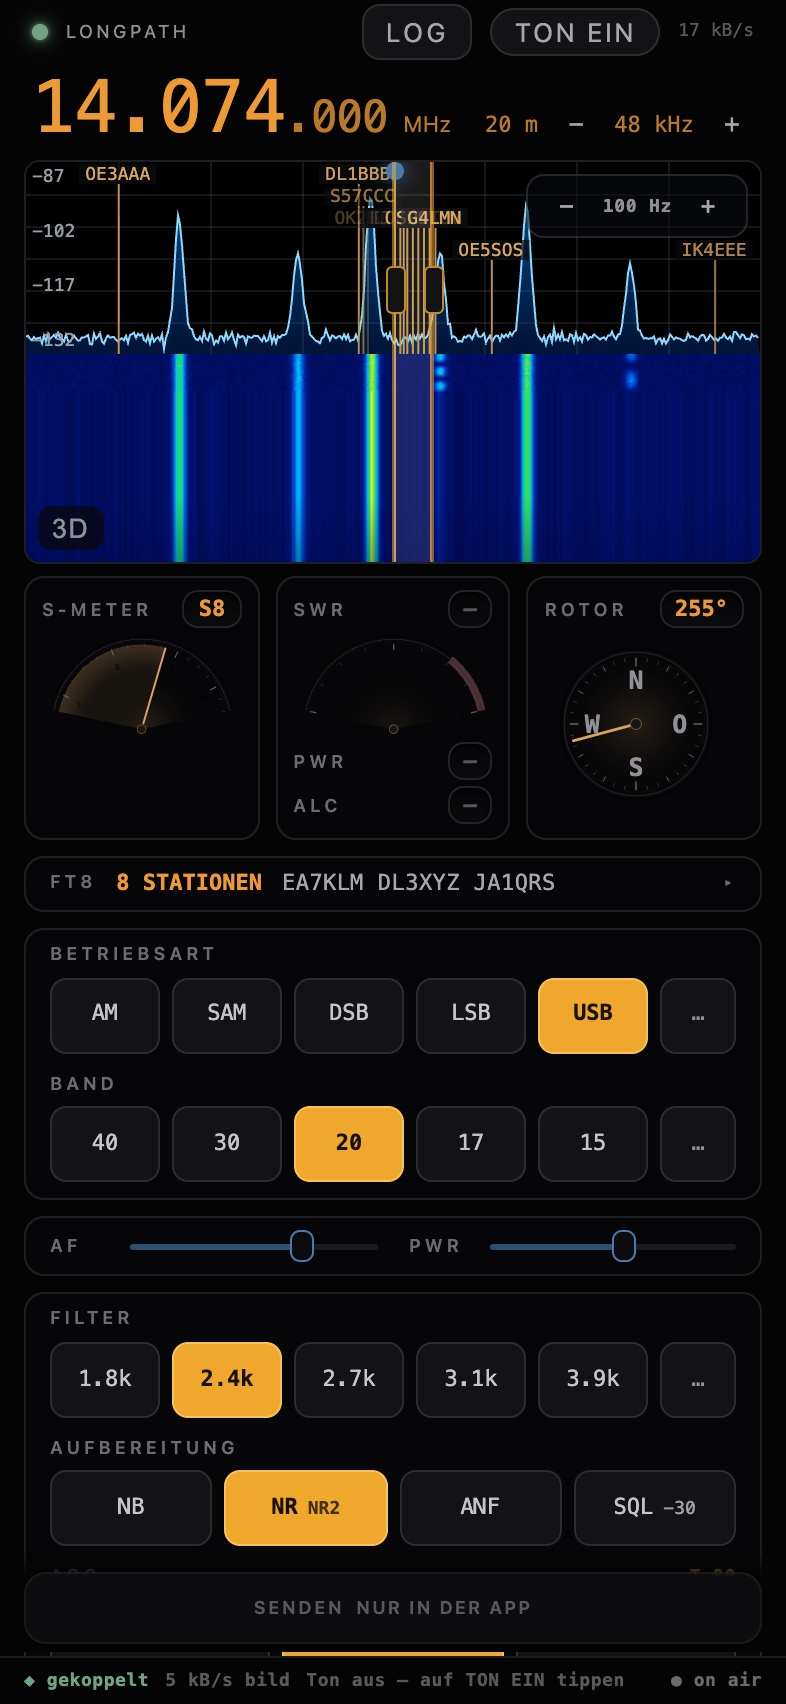 LONGPATH LOG TON EIN 17 kB/s
14.074.000 MHz 20 m − 48 kHz +
−87 OE3AAA DL1BBB
S57CCC − 100 Hz +
−102
OE5SOS IK4EEE
−117
−132
3D
S-METER S8 SWR – ROTOR 255°
N
W O
S
PWR –
ALC –
FT8 8 STATIONEN EA7KLM DL3XYZ JA1QRS ▸
BETRIEBSART
AM SAM DSB LSB USB …
BAND
40 30 20 17 15 …
AF PWR
FILTER
1.8k 2.4k 2.7k 3.1k 3.9k …
AUFBEREITUNG
NB NR NR2 ANF SQL −30
SENDEN NUR IN DER APP
◆ gekoppelt 5 kB/s bild Ton aus – auf TON EIN tippen ● on air